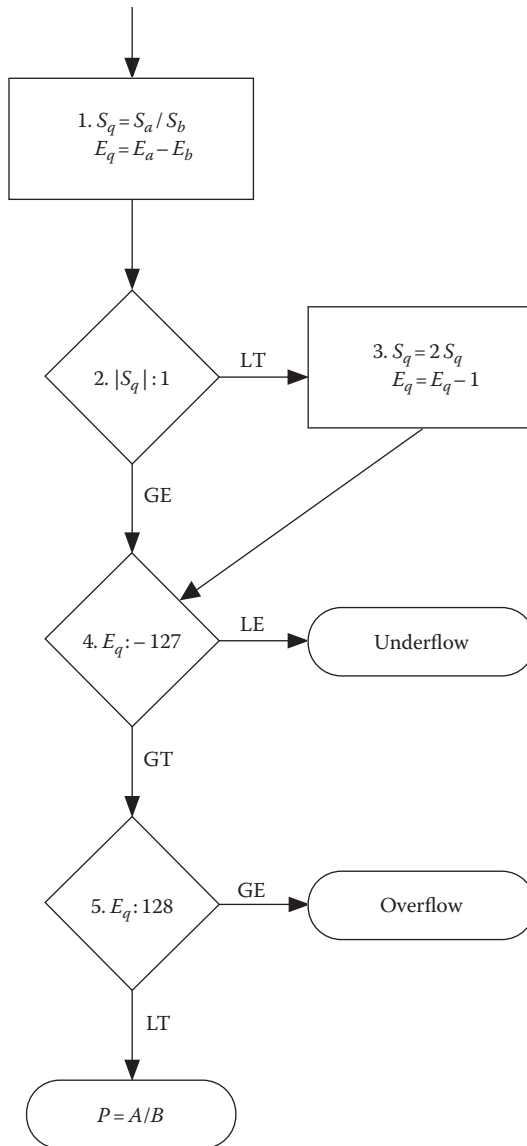 1. S_q = S_a / S_b
E_q = E_a − E_b
2. |S_q| : 1
LT
3. S_q = 2 S_q
E_q = E_q − 1
GE
4. E_q : − 127
LE
Underflow
GT
5. E_q : 128
GE
Overflow
LT
P = A/B